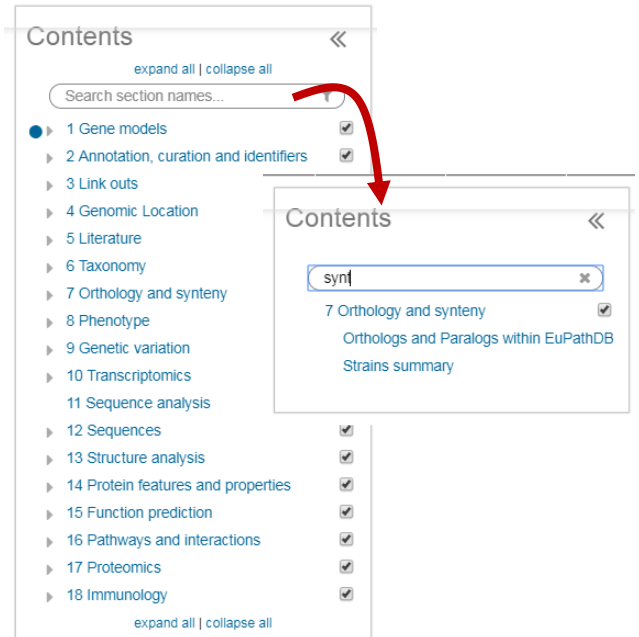 Contents
«
expand all | collapse all
Search section names...
1 Gene models
2 Annotation, curation and identifiers
3 Link outs
4 Genomic Location
5 Literature
6 Taxonomy
7 Orthology and synteny
8 Phenotype
9 Genetic variation
10 Transcriptomics
11 Sequence analysis
12 Sequences
13 Structure analysis
14 Protein features and properties
15 Function prediction
16 Pathways and interactions
17 Proteomics
18 Immunology
expand all | collapse all
Contents
«
synt
7 Orthology and synteny
Orthologs and Paralogs within EuPathDB
Strains summary